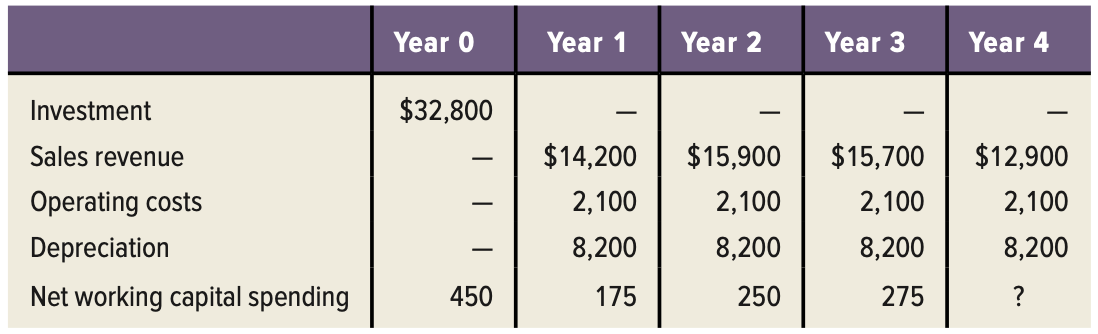 Year 0 Year 1 Year 2 Year 3 Year 4
Investment $32,800 — — — —
Sales revenue — $14,200 $15,900 $15,700 $12,900
Operating costs — 2,100 2,100 2,100 2,100
Depreciation — 8,200 8,200 8,200 8,200
Net working capital spending 450 175 250 275 ?